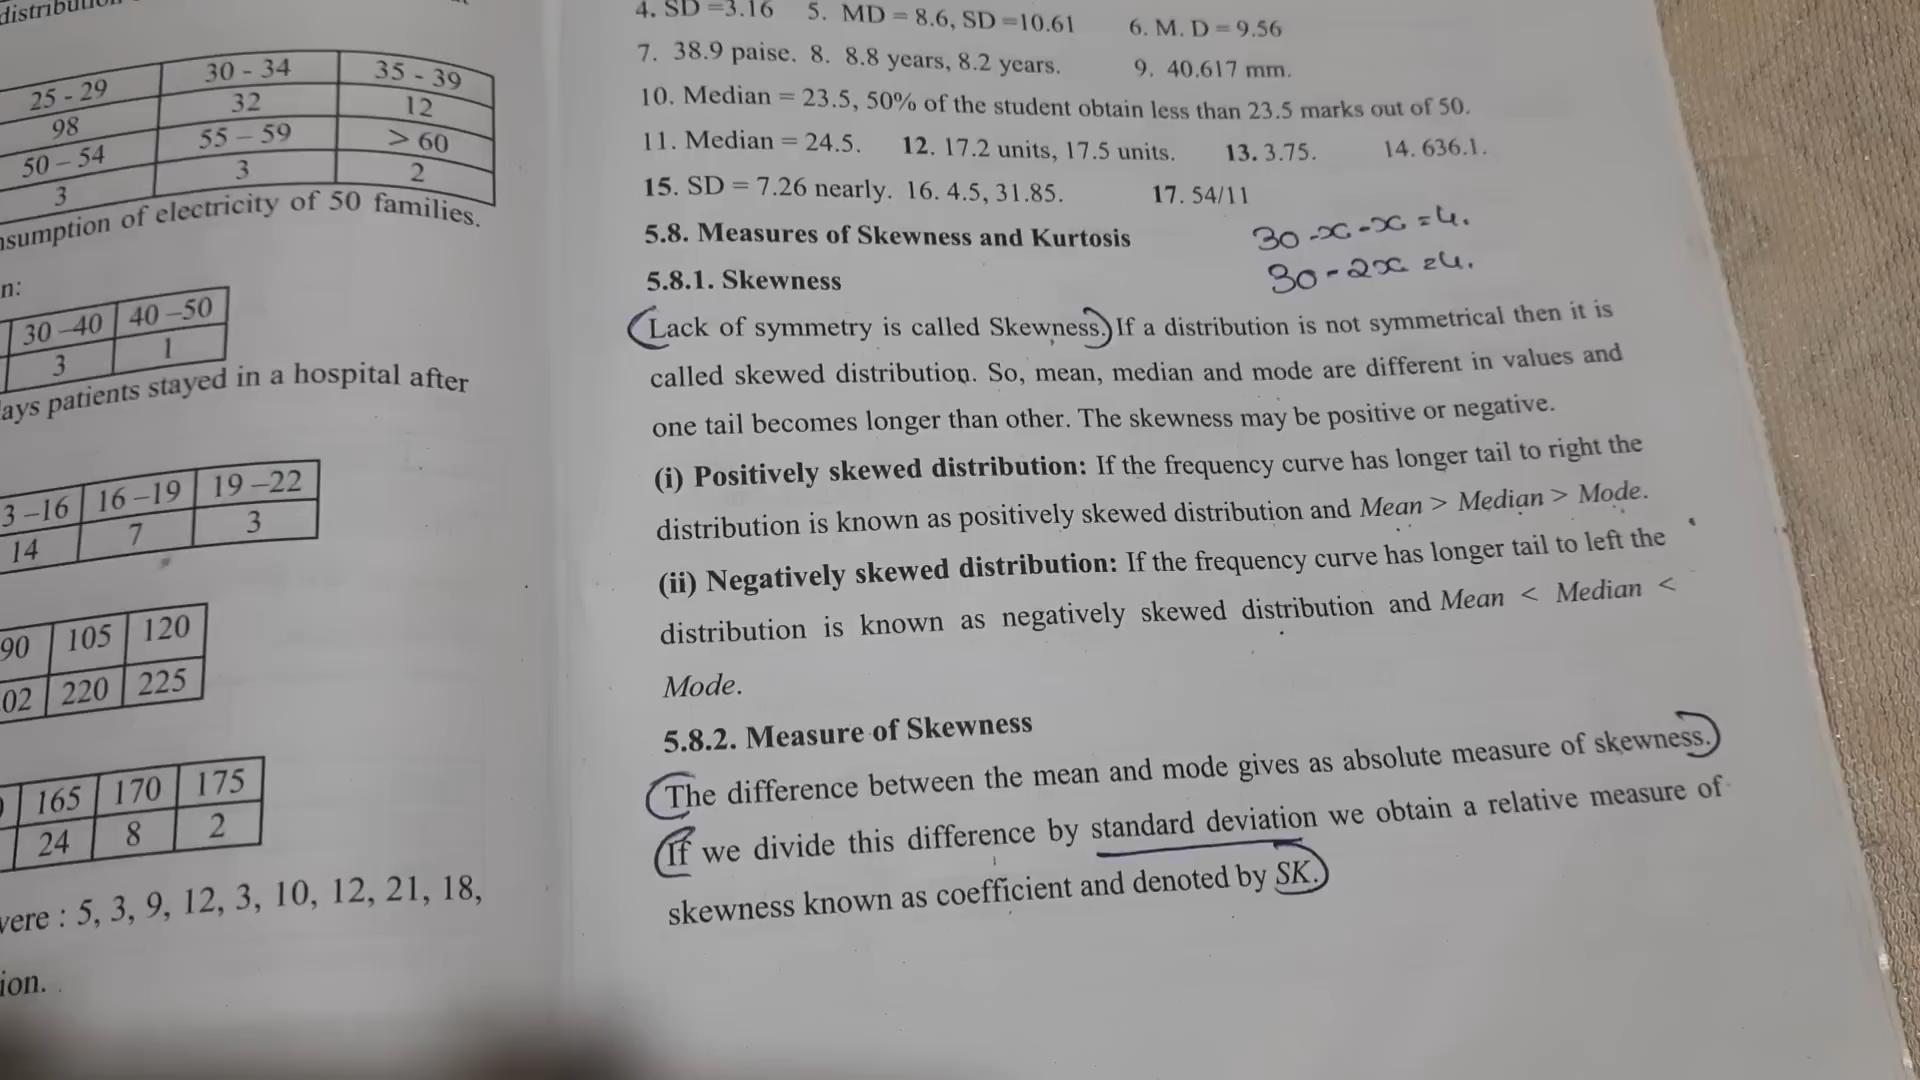 25 - 29 30 - 34 35 - 39
98 32 12
50 – 54 55 – 59 > 60
3 3 2
sumption of electricity of 50 families.
n:
30 –40 40 –50
3 1
ays patients stayed in a hospital after
3 –16 16 –19 19 –22
14 7 3
90 105 120
02 220 225
165 170 175
24 8 2
were : 5, 3, 9, 12, 3, 10, 12, 21, 18,
ion.
4. SD =3.16 5. MD = 8.6, SD =10.61 6. M. D = 9.56
7. 38.9 paise. 8. 8.8 years, 8.2 years. 9. 40.617 mm.
10. Median = 23.5, 50% of the student obtain less than 23.5 marks out of 50.
11. Median = 24.5. 12. 17.2 units, 17.5 units. 13. 3.75. 14. 636.1.
15. SD = 7.26 nearly. 16. 4.5, 31.85. 17. 54/11
30 -x -x = 4.
5.8. Measures of Skewness and Kurtosis
30 - 2x = 4.
5.8.1. Skewness
(Lack of symmetry is called Skewness.) If a distribution is not symmetrical then it is
called skewed distribution. So, mean, median and mode are different in values and
one tail becomes longer than other. The skewness may be positive or negative.
(i) Positively skewed distribution: If the frequency curve has longer tail to right the
distribution is known as positively skewed distribution and Mean > Median > Mode.
(ii) Negatively skewed distribution: If the frequency curve has longer tail to left the
distribution is known as negatively skewed distribution and Mean < Median <
Mode.
5.8.2. Measure of Skewness
(The difference between the mean and mode gives as absolute measure of skewness.)
(If we divide this difference by standard deviation we obtain a relative measure of
skewness known as coefficient and denoted by SK.)